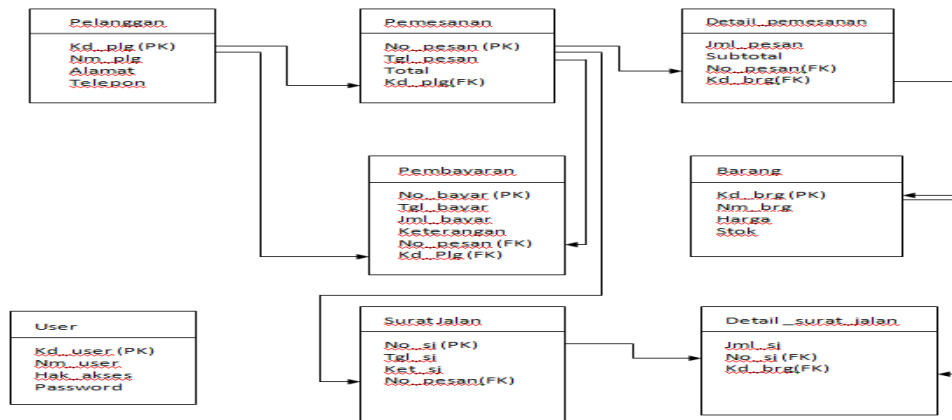 Pelanggan
Kd_plg (PK)
Nm_plg
Alamat
Telepon
Pemesanan
No_pesan (PK)
Tgl_pesan
Total
Kd_plg(FK)
Detail_pemesanan
Jml_pesan
Subtotal
No_pesan(FK)
Kd_brg(FK)
Pembayaran
No_bayar (PK)
Tgl_bayar
Jml_bayar
Keterangan
No_pesan (FK)
Kd_Plg (FK)
Barang
Kd_brg (PK)
Nm_brg
Harga
Stok
User
Kd_user (PK)
Nm_user
Hak_akses
Password
Surat Jalan
No_sj (PK)
Tgl_sj
Ket_sj
No_pesan(FK)
Detail_surat_jalan
Jml_sj
No_sj (FK)
Kd_brg(FK)